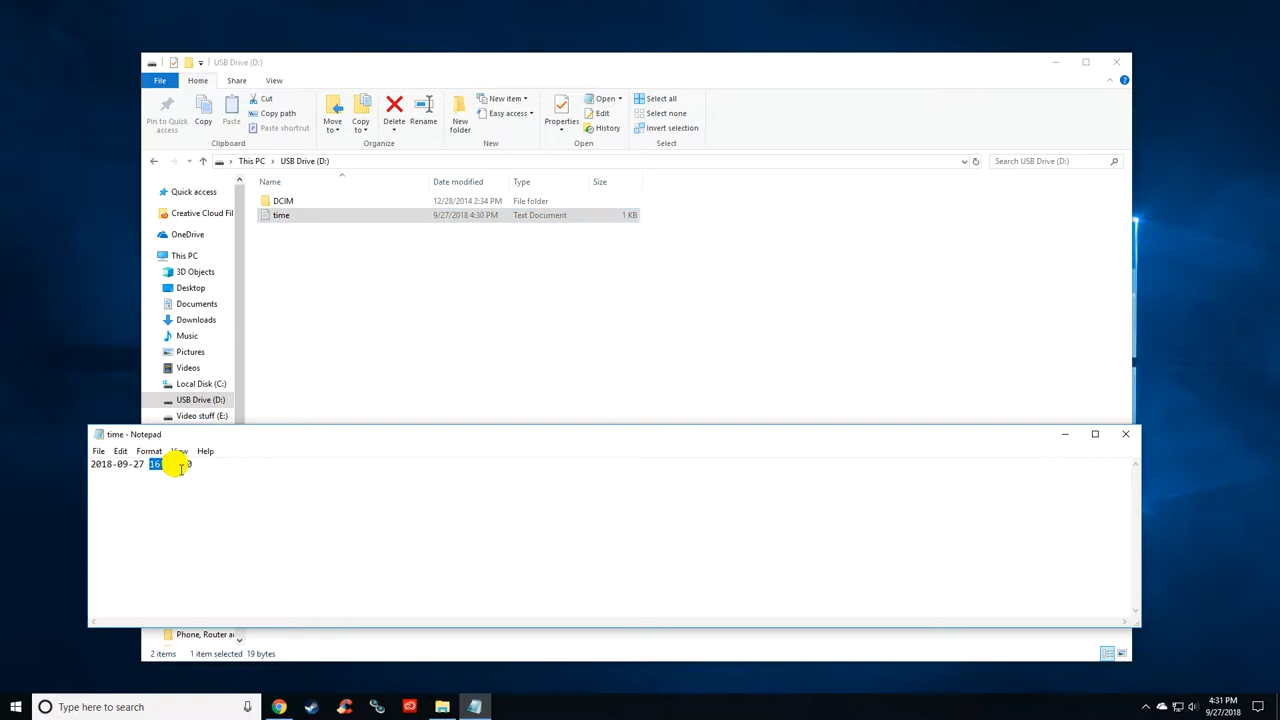 USB Drive (D:)
File Home Share View
Pin to Quick access
Copy
Paste
Cut
Copy path
Paste shortcut
Clipboard
Move to
Copy to
Delete
Rename
Organize
New folder
New item
Easy access
New
Properties
Open
Edit
History
Open
Select all
Select none
Invert selection
Select
This PC > USB Drive (D:)
Search USB Drive (D:)
Name Date modified Type Size
DCIM 12/28/2014 2:34 PM File folder
time 9/27/2018 4:30 PM Text Document 1 KB
Quick access
Creative Cloud Fil
OneDrive
This PC
3D Objects
Desktop
Documents
Downloads
Music
Pictures
Videos
Local Disk (C:)
USB Drive (D:)
Video stuff (E:)
time - Notepad
File Edit Format View Help
2018-09-27 16
Phone, Router a
2 items 1 item selected 19 bytes
Type here to search
4:31 PM
9/27/2018